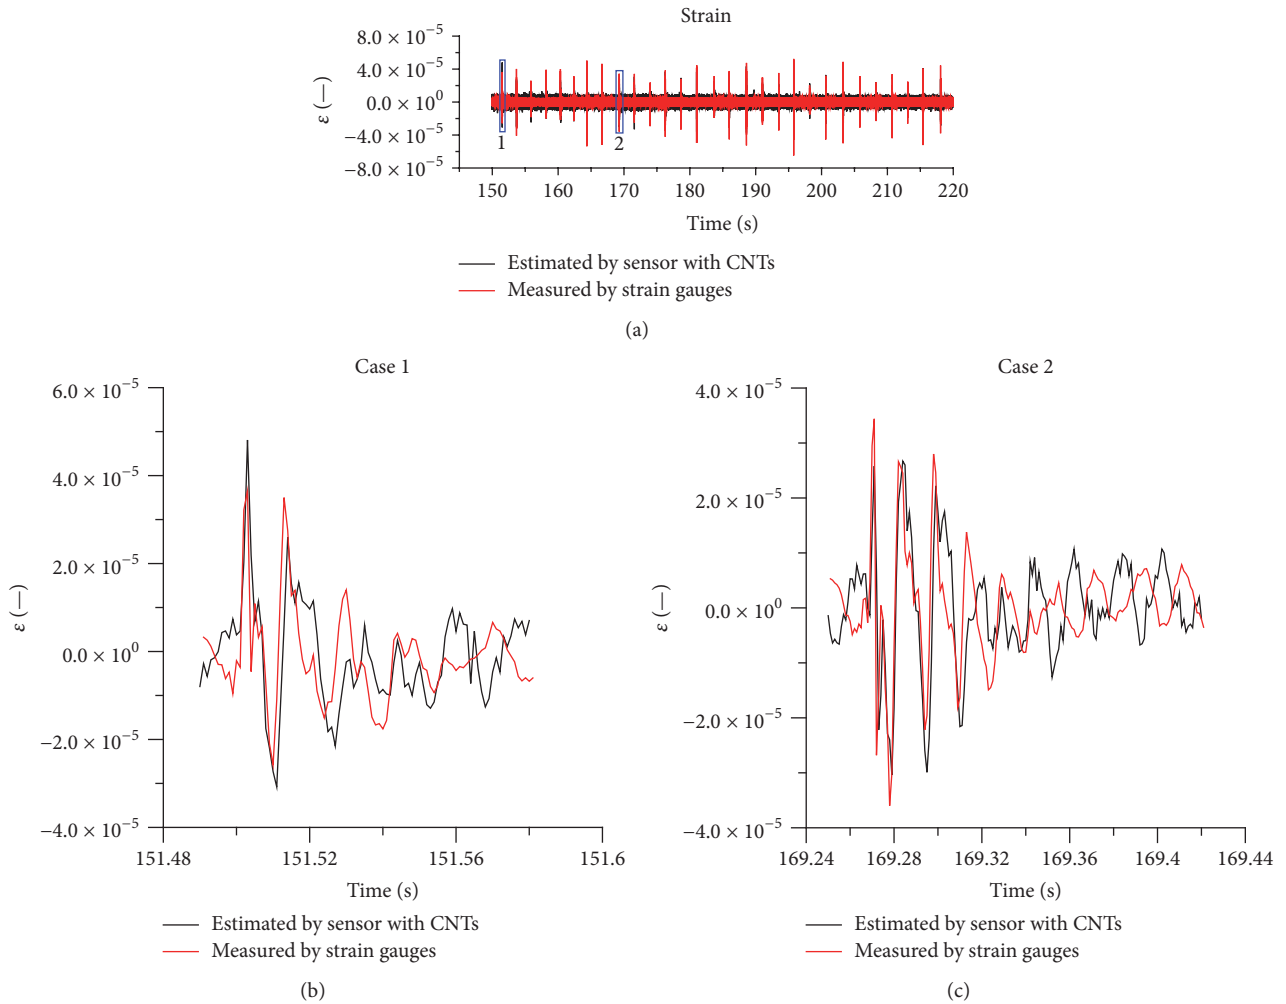 Strain
8.0 × 10⁻⁵
4.0 × 10⁻⁵
0.0 × 10⁰
−4.0 × 10⁻⁵
−8.0 × 10⁻⁵
ε (—)
1 2
150 160 170 180 190 200 210 220
Time (s)
Estimated by sensor with CNTs
Measured by strain gauges
(a)
Case 1
6.0 × 10⁻⁵
4.0 × 10⁻⁵
2.0 × 10⁻⁵
0.0 × 10⁰
−2.0 × 10⁻⁵
−4.0 × 10⁻⁵
ε (—)
151.48 151.52 151.56 151.6
Time (s)
Estimated by sensor with CNTs
Measured by strain gauges
(b)
Case 2
4.0 × 10⁻⁵
2.0 × 10⁻⁵
0.0 × 10⁰
−2.0 × 10⁻⁵
−4.0 × 10⁻⁵
ε (—)
169.24 169.28 169.32 169.36 169.4 169.44
Time (s)
Estimated by sensor with CNTs
Measured by strain gauges
(c)